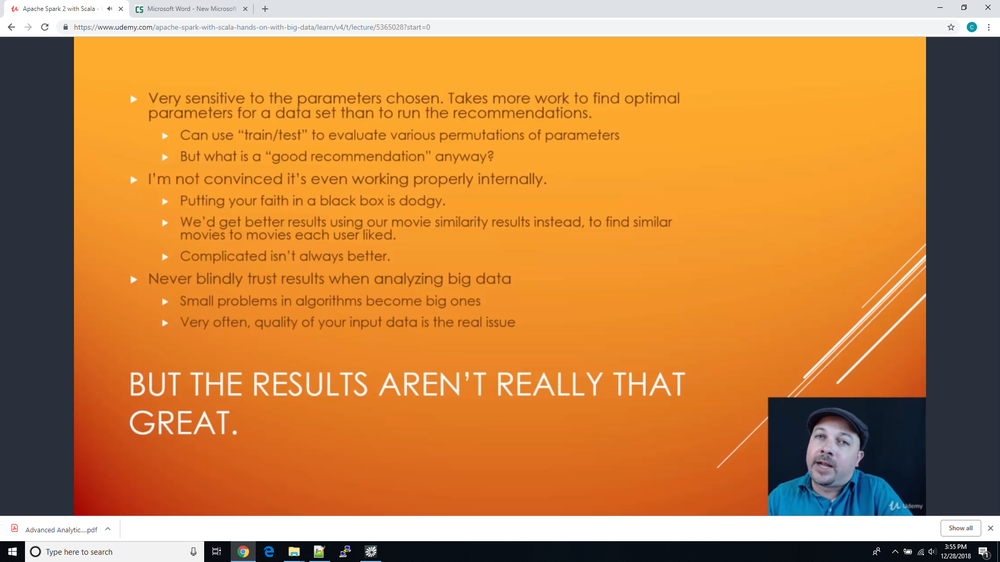 Apache Spark 2 with Scala -
Microsoft Word - New Microsoft
https://www.udemy.com/apache-spark-with-scala-hands-on-with-big-data/learn/v4/t/lecture/5365028?start=0
C
Very sensitive to the parameters chosen. Takes more work to find optimal
parameters for a data set than to run the recommendations.
Can use “train/test” to evaluate various permutations of parameters
But what is a “good recommendation” anyway?
I’m not convinced it’s even working properly internally.
Putting your faith in a black box is dodgy.
We’d get better results using our movie similarity results instead, to find similar
movies to movies each user liked.
Complicated isn’t always better.
Never blindly trust results when analyzing big data
Small problems in algorithms become big ones
Very often, quality of your input data is the real issue
BUT THE RESULTS AREN’T REALLY THAT
GREAT.
Udemy
Advanced Analytic....pdf
Show all
Type here to search
3:55 PM
12/28/2018
1